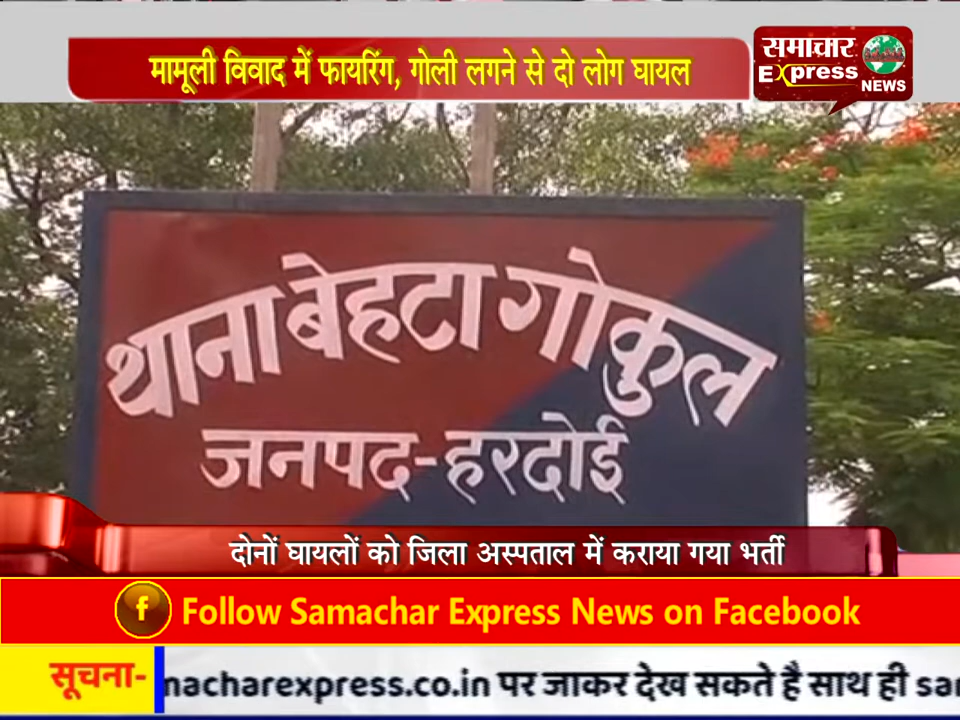 मामूली विवाद में फायरिंग, गोली लगने से दो लोग घायल
समाचार
Express
NEWS
थाना बेहटा गोकुल
जनपद-हरदोई
दोनों घायलों को जिला अस्पताल में कराया गया भर्ती
f Follow Samachar Express News on Facebook
सूचना- macharexpress.co.in पर जाकर देख सकते है साथ ही sa